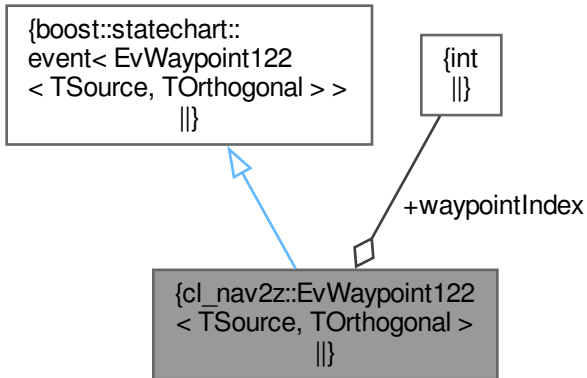 {boost::statechart::
event< EvWaypoint122
< TSource, TOrthogonal > >
||}
{int
||}
+waypointIndex
{cl_nav2z::EvWaypoint122
< TSource, TOrthogonal >
||}